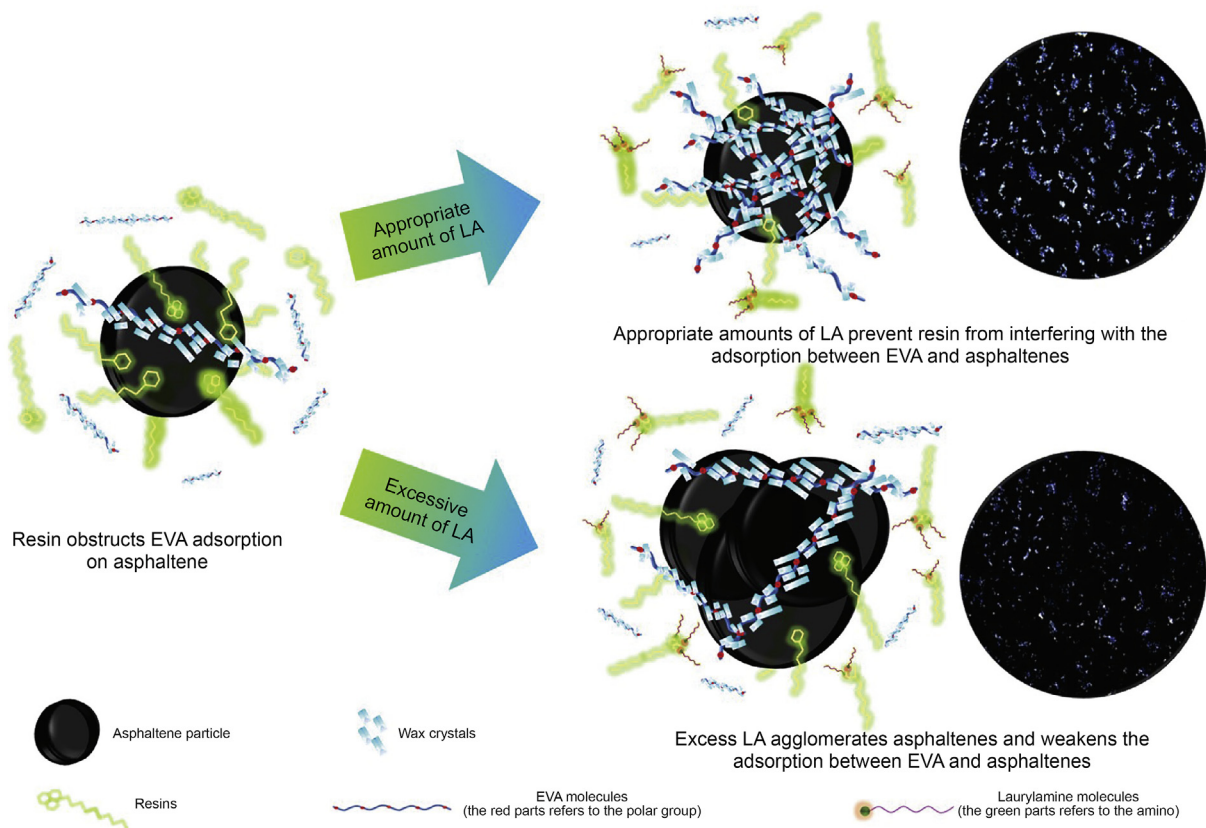 Appropriate
amount of LA
Appropriate amounts of LA prevent resin from interfering with the
adsorption between EVA and asphaltenes
Resin obstructs EVA adsorption
on asphaltene
Excessive
amount of LA
Excess LA agglomerates asphaltenes and weakens the
adsorption between EVA and asphaltenes
Asphaltene particle
Wax crystals
Resins
EVA molecules
(the red parts refers to the polar group)
Laurylamine molecules
(the green parts refers to the amino)